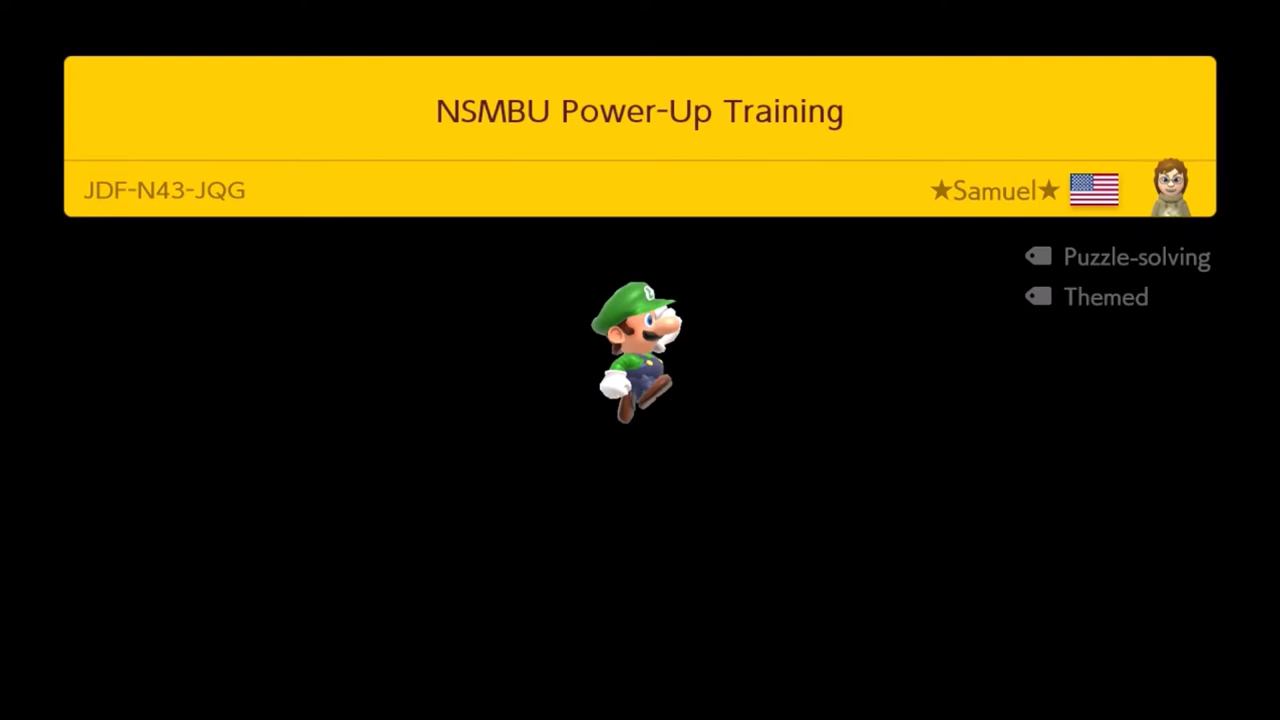 NSMBU Power-Up Training
JDF-N43-JQG
★Samuel★
Puzzle-solving
Themed